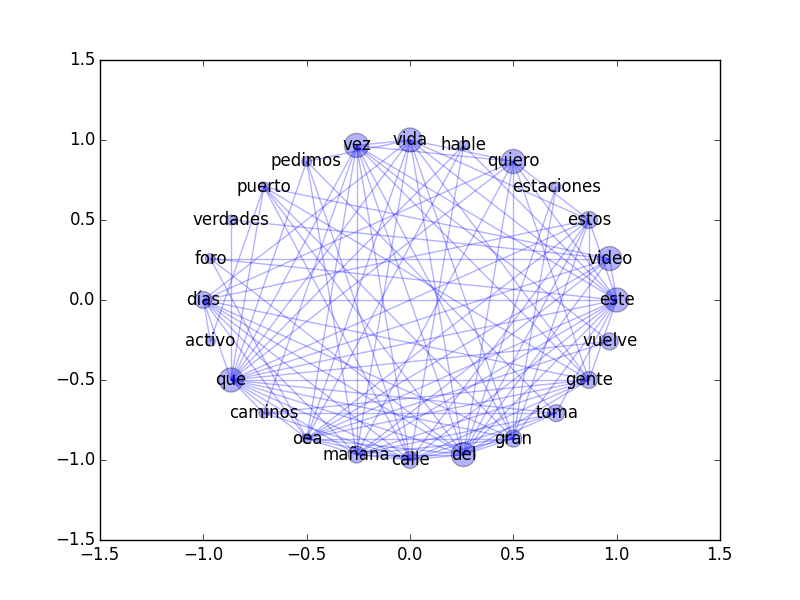 1.5
vida
vez
hable
1.0
quiero
pedimos
puerto
estaciones
0.5
verdades
estos
foro
video
0.0
días
este
activo
vuelve
−0.5
que
gente
caminos
toma
oea
gran
−1.0
mañana
calle
del
−1.5
−1.5 −1.0 −0.5 0.0 0.5 1.0 1.5